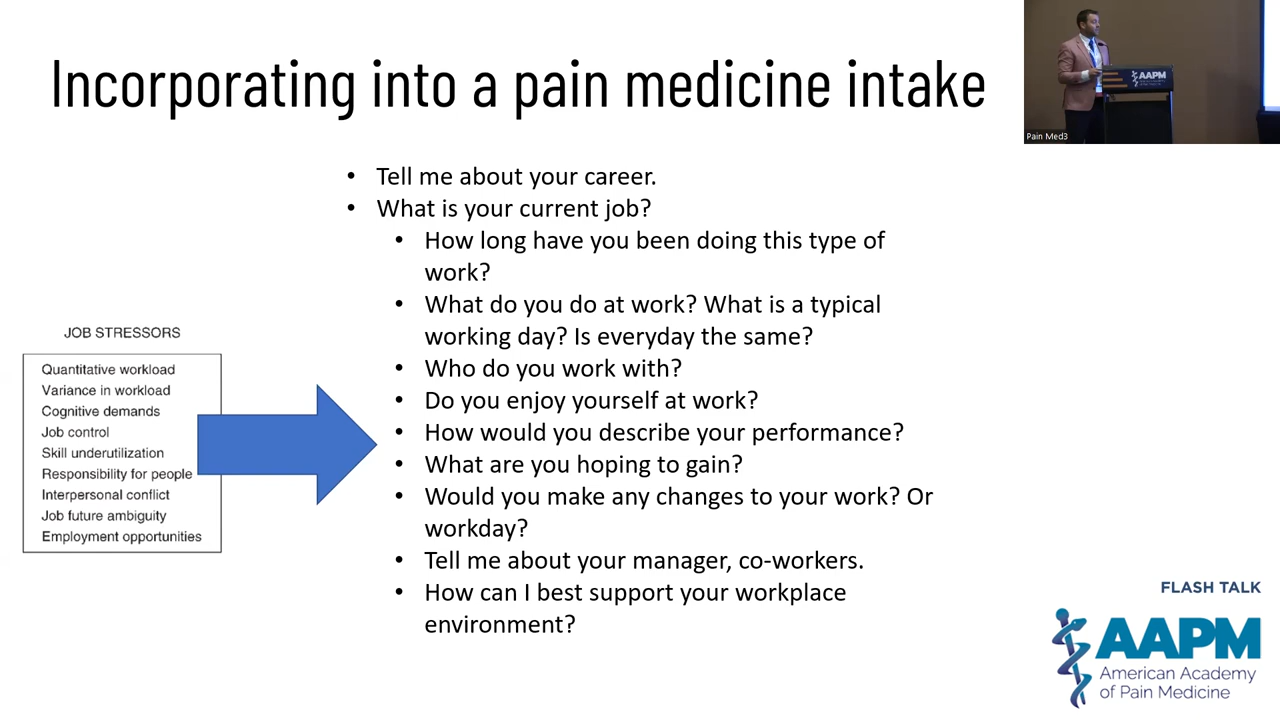 Incorporating into a pain medicine intake
AAPM
Pain Med3
• Tell me about your career.
• What is your current job?
• How long have you been doing this type of
work?
• What do you do at work? What is a typical
working day? Is everyday the same?
• Who do you work with?
• Do you enjoy yourself at work?
• How would you describe your performance?
• What are you hoping to gain?
• Would you make any changes to your work? Or
workday?
• Tell me about your manager, co-workers.
• How can I best support your workplace
environment?
JOB STRESSORS
Quantitative workload
Variance in workload
Cognitive demands
Job control
Skill underutilization
Responsibility for people
Interpersonal conflict
Job future ambiguity
Employment opportunities
FLASH TALK
AAPM
American Academy
of Pain Medicine